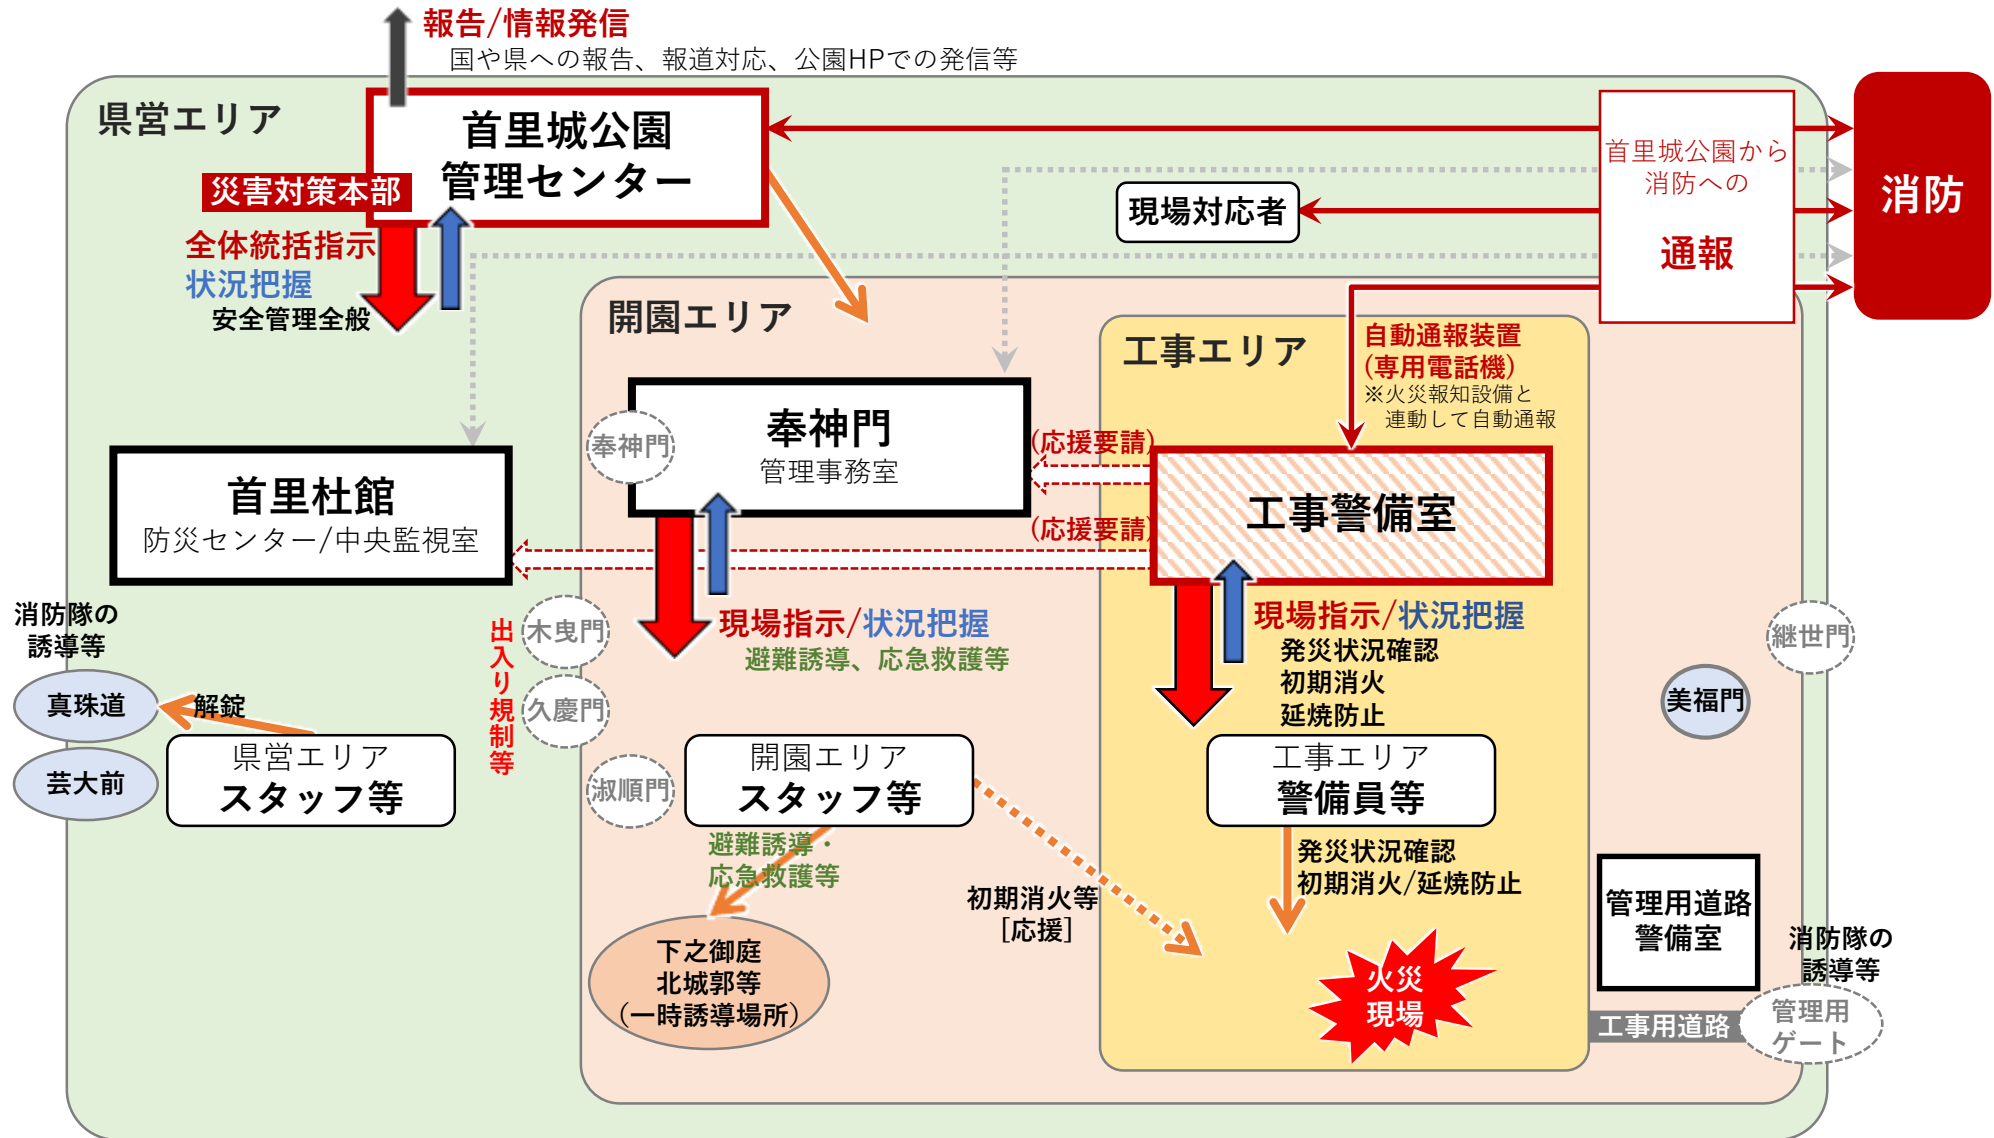 報告/情報発信
国や県への報告、報道対応、公園HPでの発信等
県営エリア
首里城公園
管理センター
災害対策本部
全体統括指示
状況把握
安全管理全般
首里城公園から
消防への
通報
消防
現場対応者
開園エリア
工事エリア
自動通報装置
(専用電話機)
※火災報知設備と
連動して自動通報
奉神門
奉神門
管理事務室
(応援要請)
(応援要請)
工事警備室
首里杜館
防災センター/中央監視室
消防隊の
誘導等
真珠道
芸大前
解錠
県営エリア
スタッフ等
出入り規制等
木曳門
久慶門
淑順門
現場指示/状況把握
避難誘導、応急救護等
開園エリア
スタッフ等
避難誘導・
応急救護等
下之御庭
北城郭等
(一時誘導場所)
初期消火等
[応援]
現場指示/状況把握
発災状況確認
初期消火
延焼防止
工事エリア
警備員等
発災状況確認
初期消火/延焼防止
火災
現場
継世門
美福門
管理用道路
警備室
消防隊の
誘導等
工事用道路
管理用
ゲート